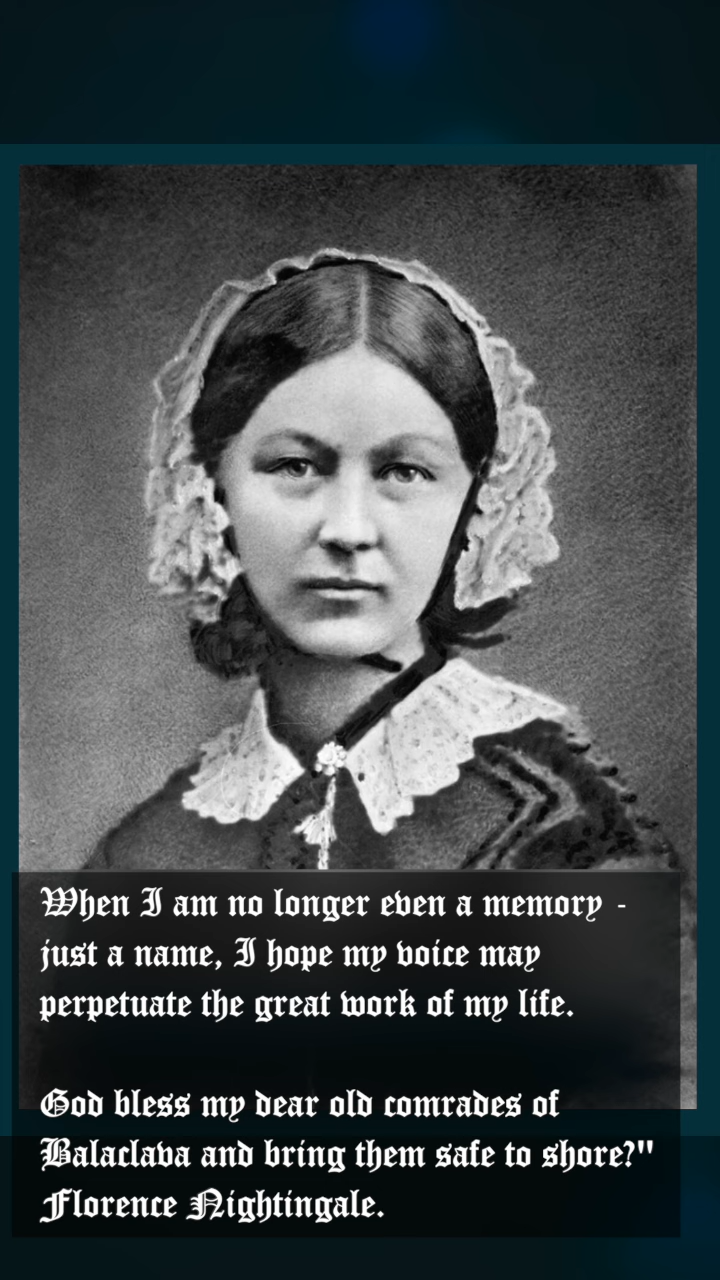 When I am no longer even a memory -
just a name, I hope my voice may
perpetuate the great work of my life.
God bless my dear old comrades of
Balaclava and bring them safe to shore?"
Florence Nightingale.